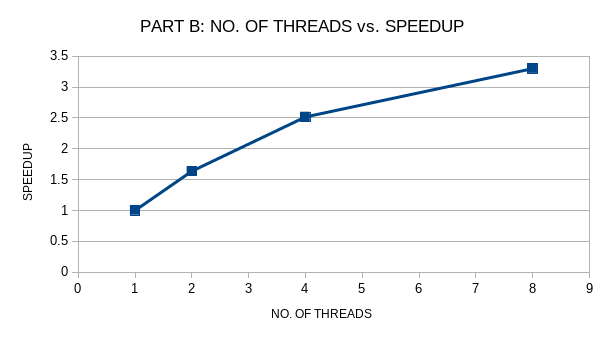 PART B: NO. OF THREADS vs. SPEEDUP
3.5
3
2.5
2
1.5
1
0.5
0
SPEEDUP
0 1 2 3 4 5 6 7 8 9
NO. OF THREADS